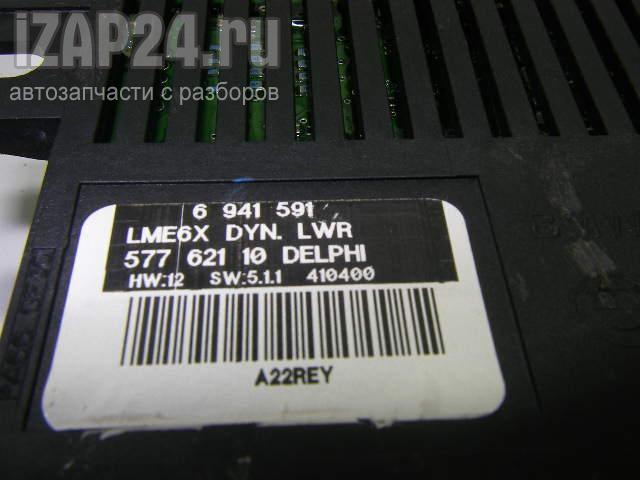 iZAP24.ru
автозапчасти с разборов
6 941 591
LME6X DYN. LWR
577 621 10 DELPHI
HW:12 SW:5.1.1 410400
A22REY